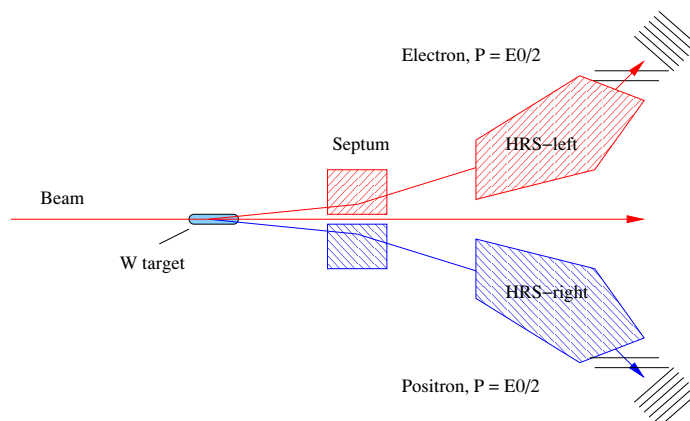 Electron, P = E0/2
HRS−left
Septum
Beam
W target
HRS−right
Positron, P = E0/2